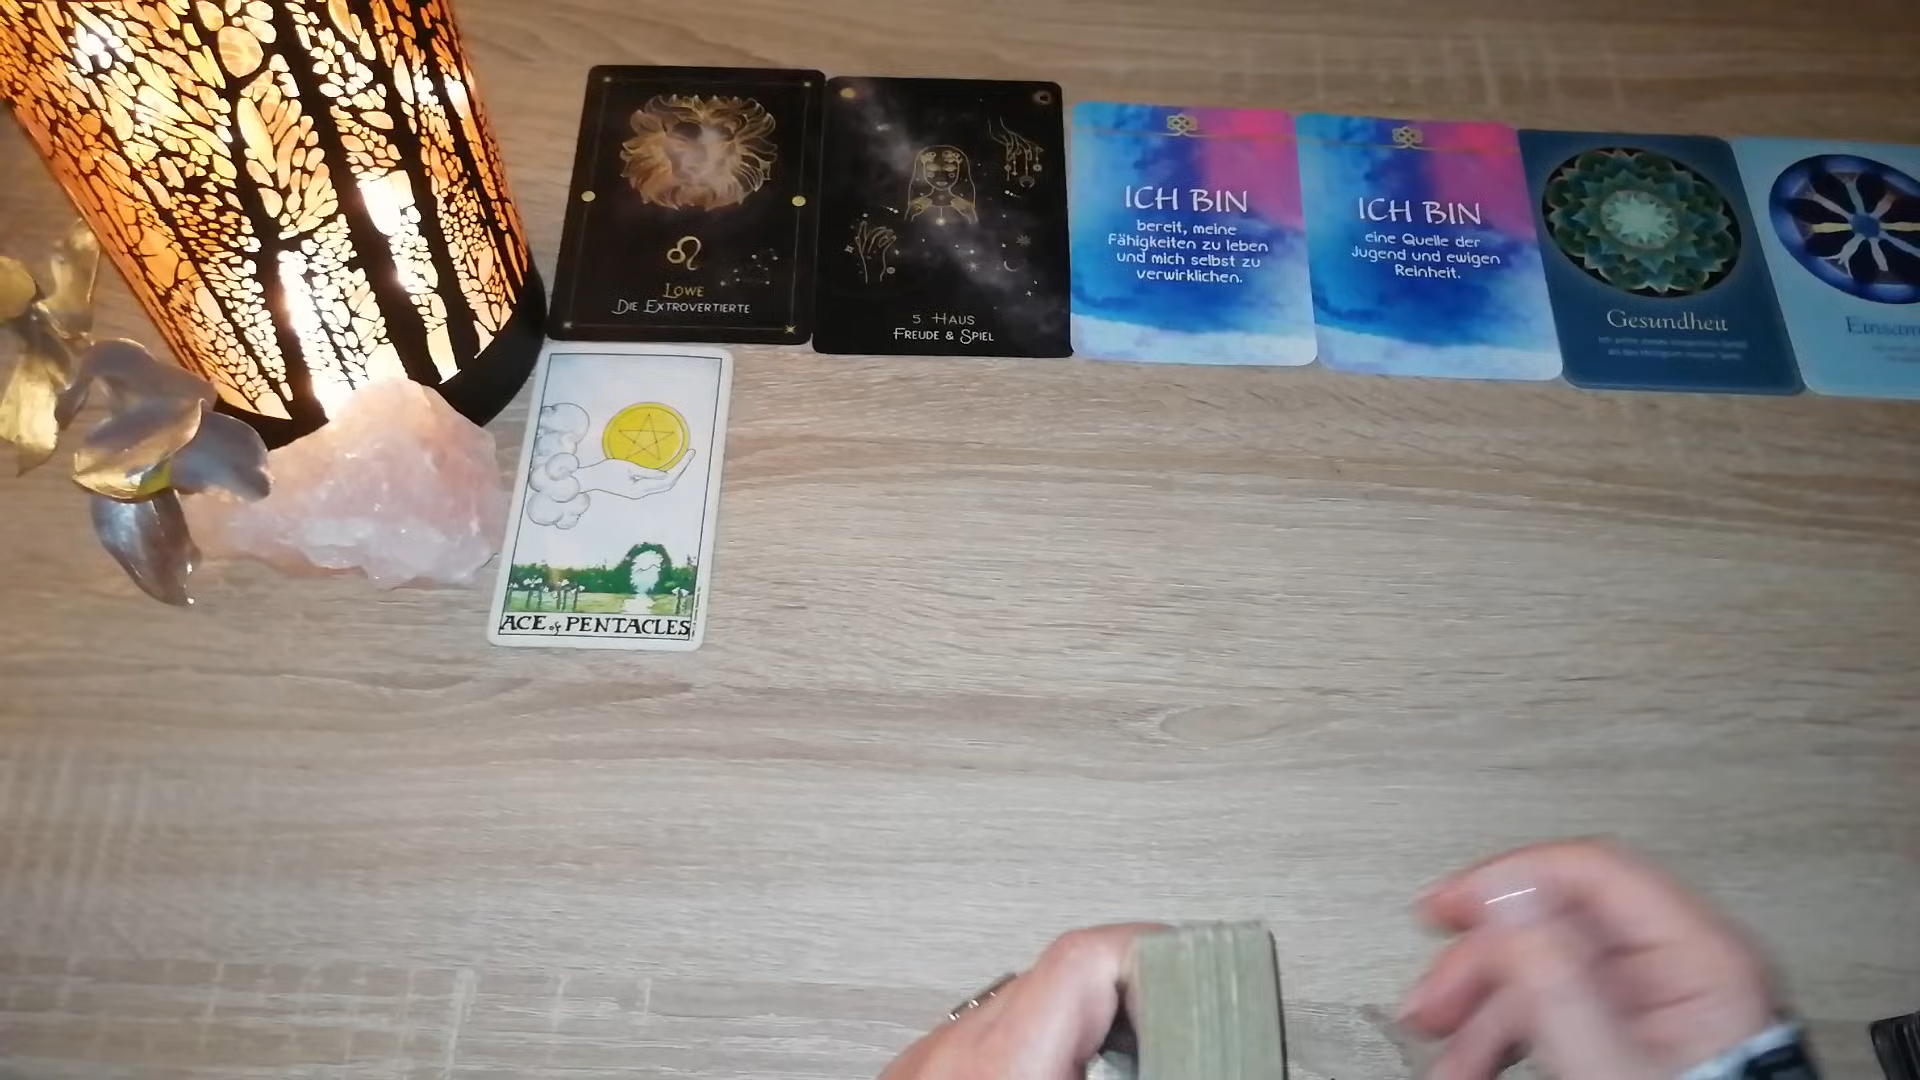 LÖWE
DIE EXTROVERTIERTE
5. HAUS
FREUDE & SPIEL
ICH BIN
bereit, meine
Fähigkeiten zu leben
und mich selbst zu
verwirklichen.
ICH BIN
eine Quelle der
Jugend und ewigen
Reinheit.
Gesundheit
Einsam
ACE of PENTACLES